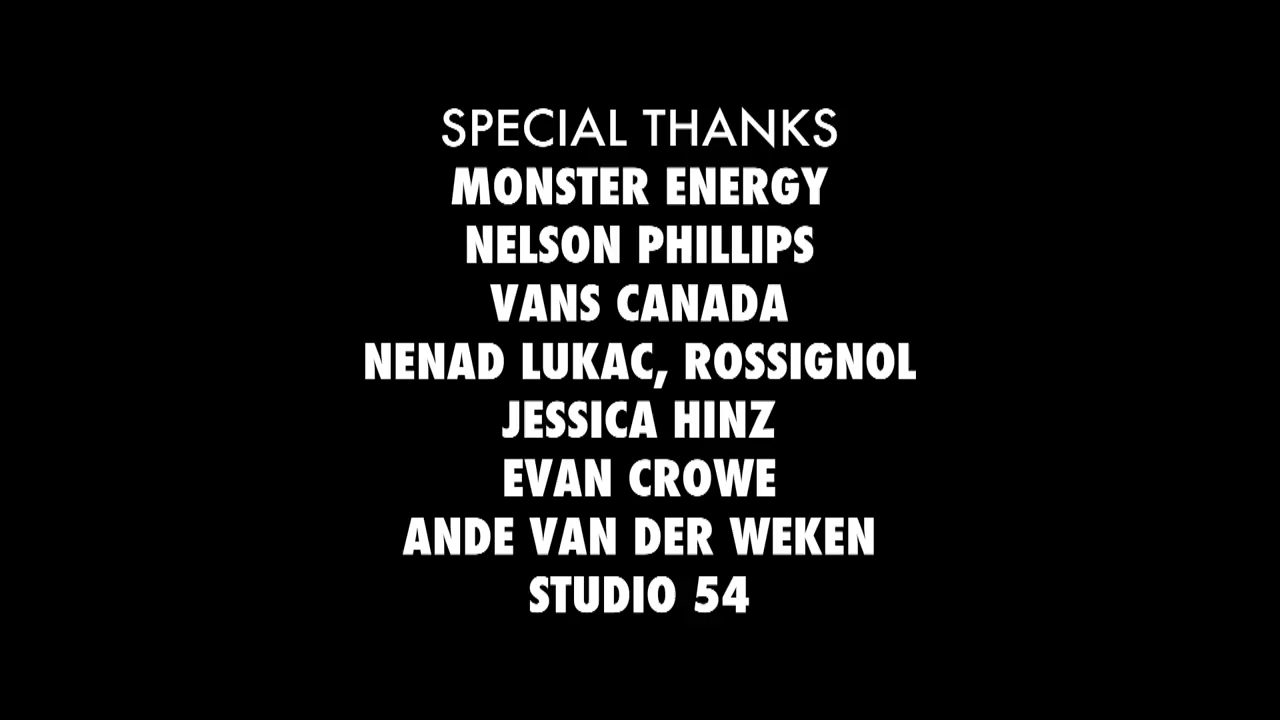 SPECIAL THANKS
MONSTER ENERGY
NELSON PHILLIPS
VANS CANADA
NENAD LUKAC, ROSSIGNOL
JESSICA HINZ
EVAN CROWE
ANDE VAN DER WEKEN
STUDIO 54